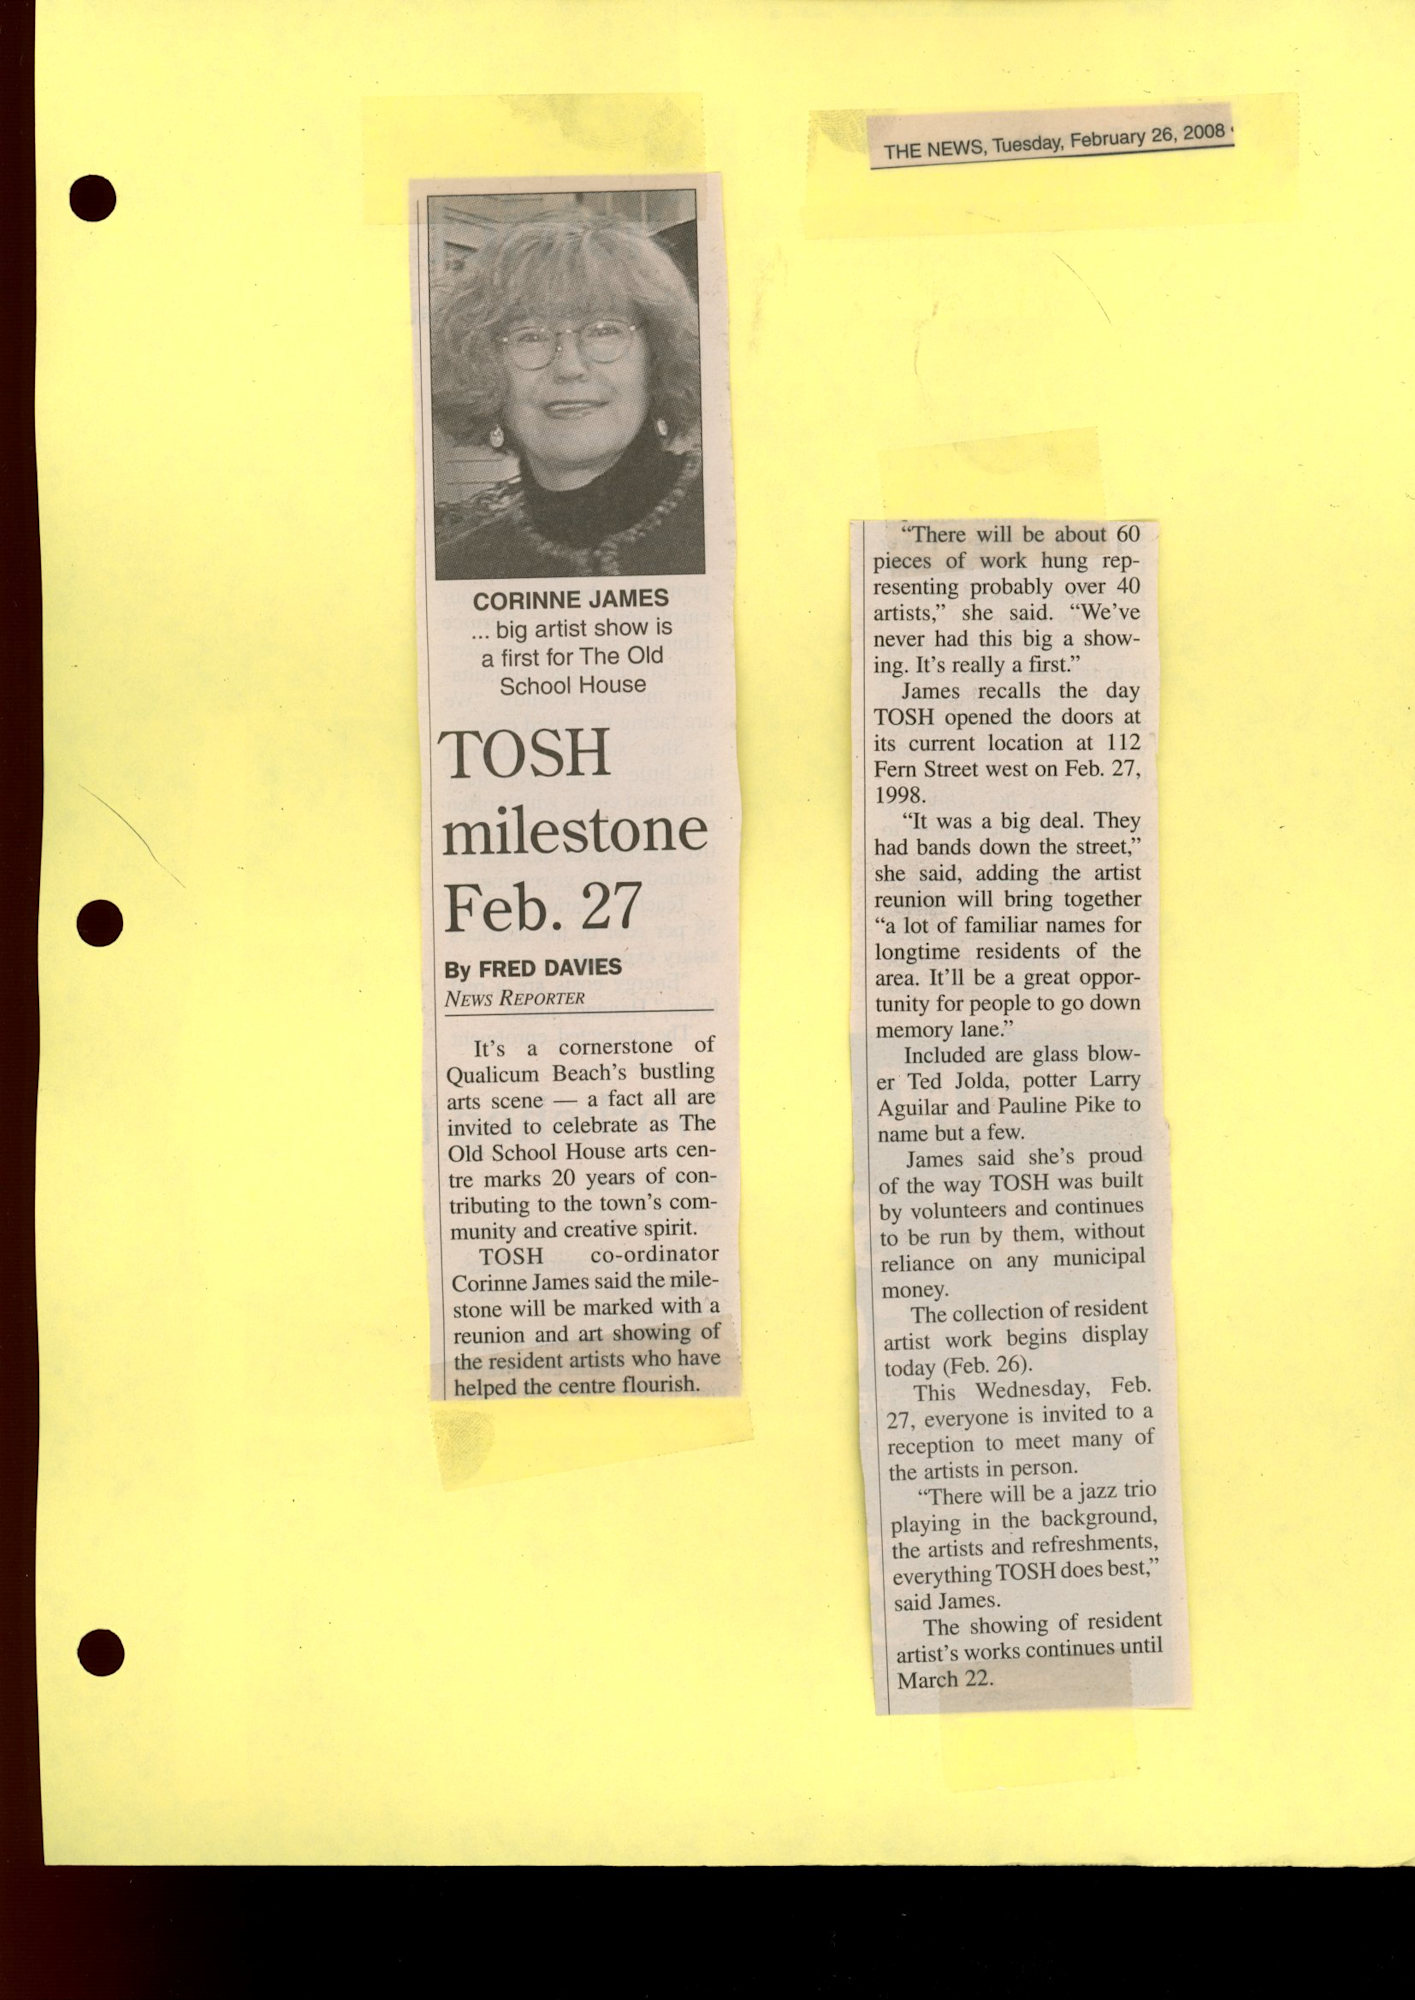 THE NEWS, Tuesday, February 26, 2008
CORINNE JAMES
... big artist show is
a first for The Old
School House
TOSH
milestone
Feb. 27
By FRED DAVIES
NEWS REPORTER
It's a cornerstone of
Qualicum Beach's bustling
arts scene — a fact all are
invited to celebrate as The
Old School House arts cen-
tre marks 20 years of con-
tributing to the town's com-
munity and creative spirit.
TOSH co-ordinator
Corinne James said the mile-
stone will be marked with a
reunion and art showing of
the resident artists who have
helped the centre flourish.
“There will be about 60
pieces of work hung rep-
resenting probably over 40
artists,” she said. “We've
never had this big a show-
ing. It's really a first.”
James recalls the day
TOSH opened the doors at
its current location at 112
Fern Street west on Feb. 27,
1998.
“It was a big deal. They
had bands down the street,”
she said, adding the artist
reunion will bring together
“a lot of familiar names for
longtime residents of the
area. It'll be a great oppor-
tunity for people to go down
memory lane.”
Included are glass blow-
er Ted Jolda, potter Larry
Aguilar and Pauline Pike to
name but a few.
James said she's proud
of the way TOSH was built
by volunteers and continues
to be run by them, without
reliance on any municipal
money.
The collection of resident
artist work begins display
today (Feb. 26).
This Wednesday, Feb.
27, everyone is invited to a
reception to meet many of
the artists in person.
“There will be a jazz trio
playing in the background,
the artists and refreshments,
everything TOSH does best,”
said James.
The showing of resident
artist's works continues until
March 22.